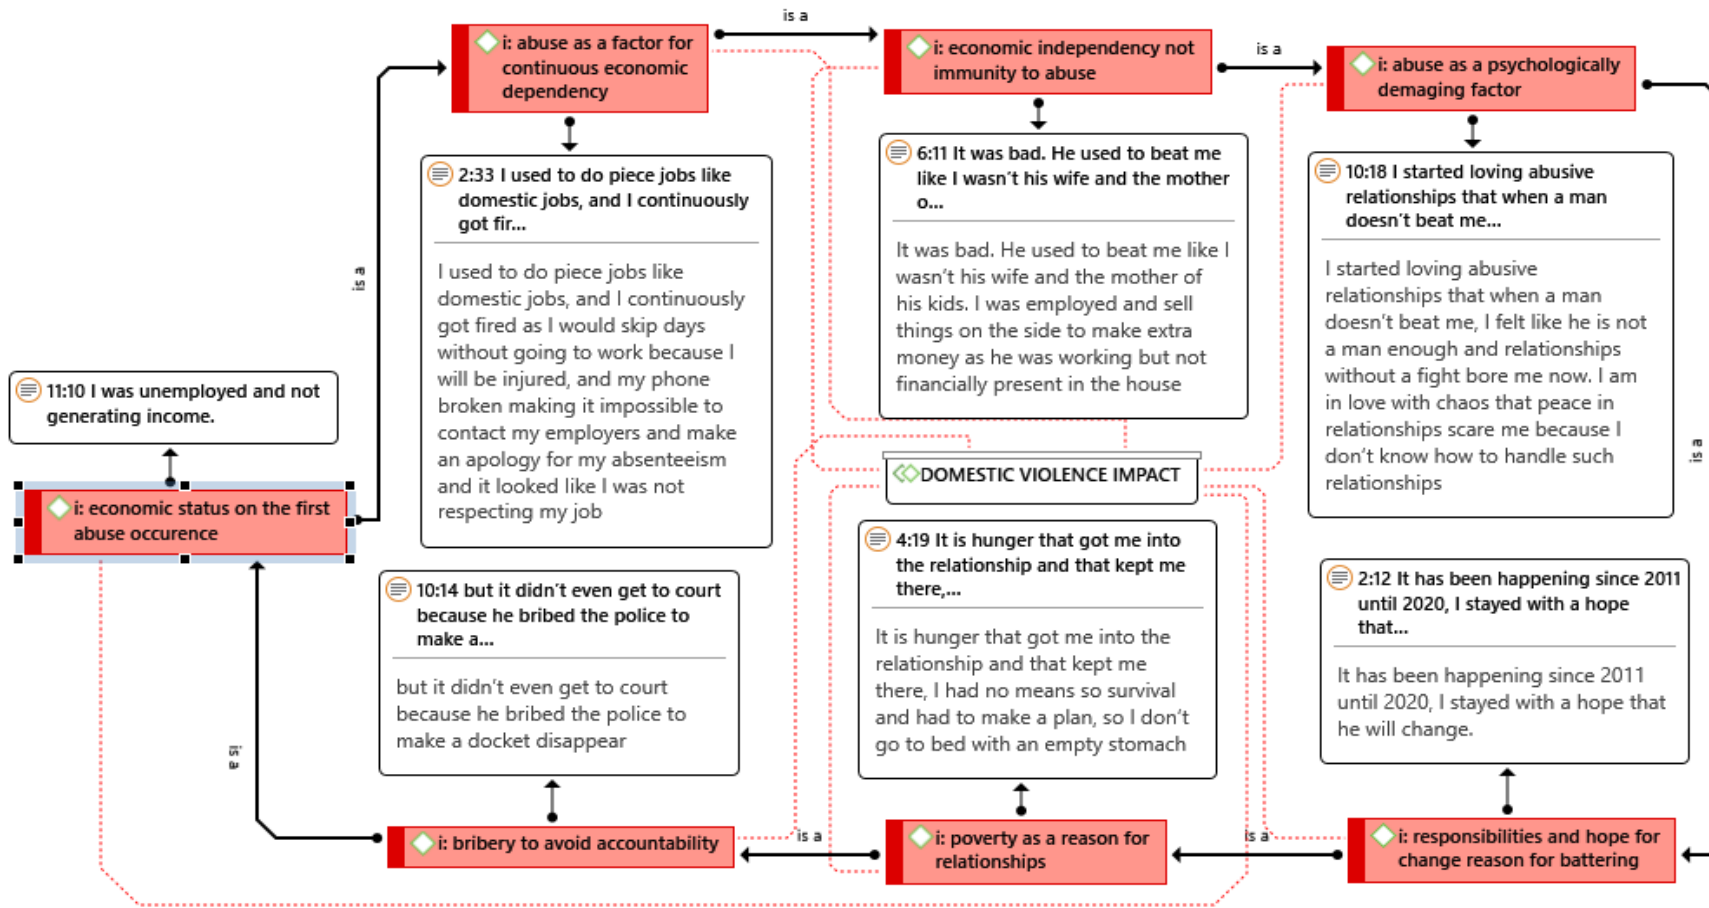 is a
i: abuse as a factor for
continuous economic
dependency
i: economic independency not
immunity to abuse
is a
i: abuse as a psychologically
demaging factor
2:33 I used to do piece jobs like
domestic jobs, and I continuously
got fir...
I used to do piece jobs like
domestic jobs, and I continuously
got fired as I would skip days
without going to work because I
will be injured, and my phone
broken making it impossible to
contact my employers and make
an apology for my absenteeism
and it looked like I was not
respecting my job
6:11 It was bad. He used to beat me
like I wasn't his wife and the mother
o...
It was bad. He used to beat me like I
wasn't his wife and the mother of
his kids. I was employed and sell
things on the side to make extra
money as he was working but not
financially present in the house
10:18 I started loving abusive
relationships that when a man
doesn't beat me...
I started loving abusive
relationships that when a man
doesn't beat me, I felt like he is not
a man enough and relationships
without a fight bore me now. I am
in love with chaos that peace in
relationships scare me because I
don't know how to handle such
relationships
is a
is a
11:10 I was unemployed and not
generating income.
i: economic status on the first
abuse occurence
DOMESTIC VIOLENCE IMPACT
10:14 but it didn't even get to court
because he bribed the police to
make a...
but it didn't even get to court
because he bribed the police to
make a docket disappear
4:19 It is hunger that got me into
the relationship and that kept me
there,...
It is hunger that got me into the
relationship and that kept me
there, I had no means so survival
and had to make a plan, so I don't
go to bed with an empty stomach
2:12 It has been happening since 2011
until 2020, I stayed with a hope
that...
It has been happening since 2011
until 2020, I stayed with a hope that
he will change.
is a
i: bribery to avoid accountability
is a
i: poverty as a reason for
relationships
is a
i: responsibilities and hope for
change reason for battering